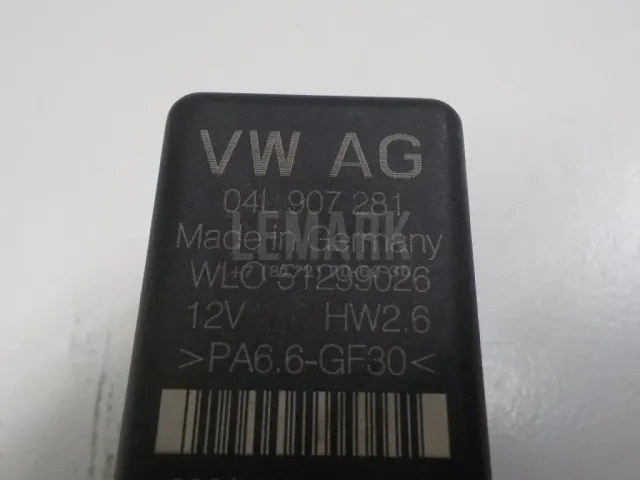 VW AG
04L 907 281
LEMARK
Made in Germany
WLO 51299026
12V HW2.6
>PA6.6-GF30<